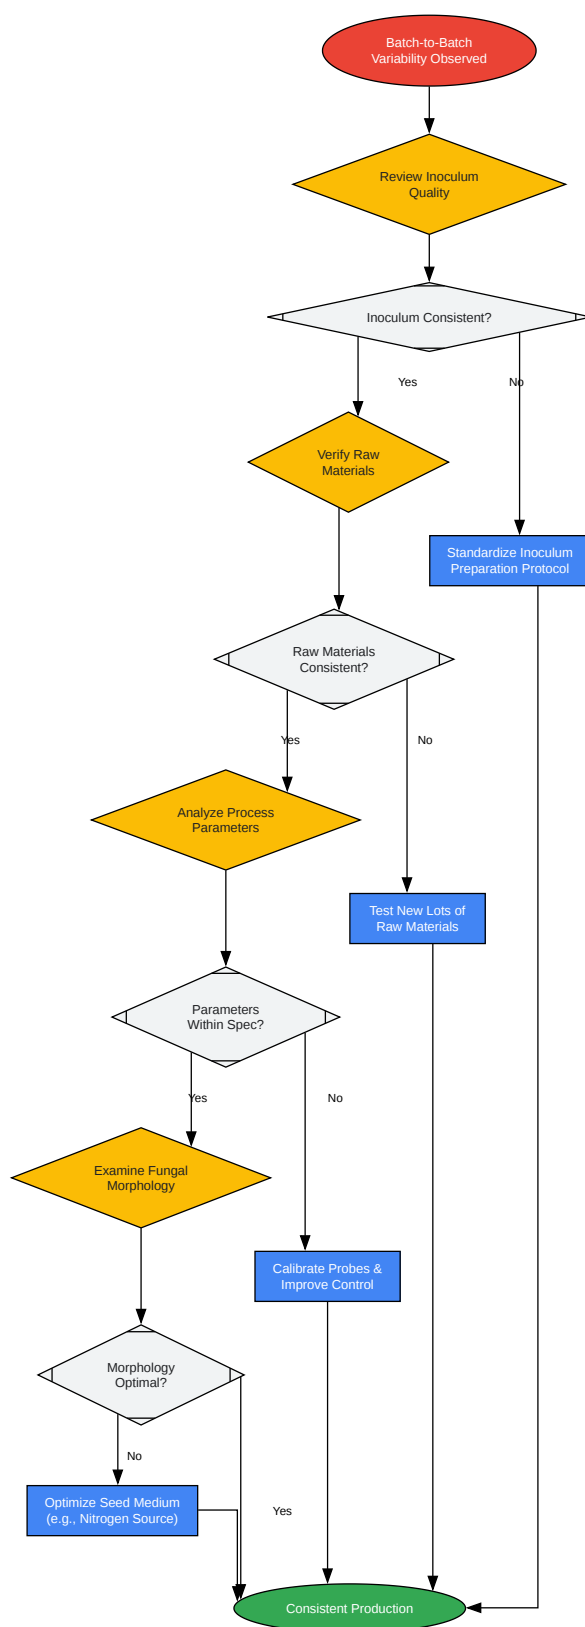 Batch-to-Batch
Variability Observed
Review Inoculum
Quality
Inoculum Consistent?
Yes
No
Verify Raw
Materials
Standardize Inoculum
Preparation Protocol
Raw Materials
Consistent?
Yes
No
Analyze Process
Parameters
Test New Lots of
Raw Materials
Parameters
Within Spec?
Yes
No
Examine Fungal
Morphology
Calibrate Probes &
Improve Control
Morphology
Optimal?
No
Optimize Seed Medium
(e.g., Nitrogen Source)
Yes
Consistent Production